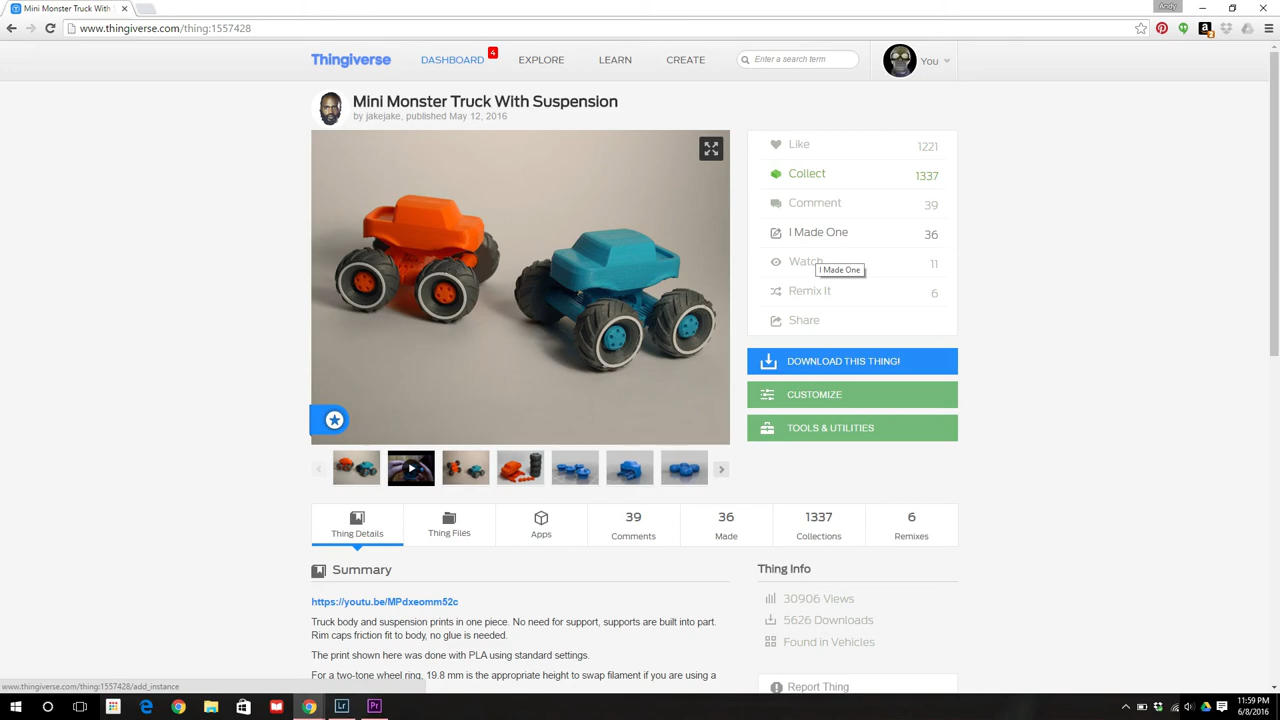 Mini Monster Truck With S
Andy
www.thingiverse.com/thing:1557428
Thingiverse
DASHBOARD
4
EXPLORE
LEARN
CREATE
Enter a search term
You
Mini Monster Truck With Suspension
by jakejake, published May 12, 2016
Like 1221
Collect 1337
Comment 39
I Made One 36
Watch 11
I Made One
Remix It 6
Share
DOWNLOAD THIS THING!
CUSTOMIZE
TOOLS & UTILITIES
Thing Details
Thing Files
Apps
39
Comments
36
Made
1337
Collections
6
Remixes
Summary
https://youtu.be/MPdxeomm52c
Truck body and suspension prints in one piece. No need for support, supports are built into part.
Rim caps friction fit to body, no glue is needed.
The print shown here was done with PLA using standard settings.
For a two-tone wheel ring, 19.8 mm is the appropriate height to swap filament if you are using a
Thing Info
30906 Views
5626 Downloads
Found in Vehicles
Report Thing
www.thingiverse.com/thing:1557428/add_instance
Lr
Pr
11:59 PM
6/8/2016